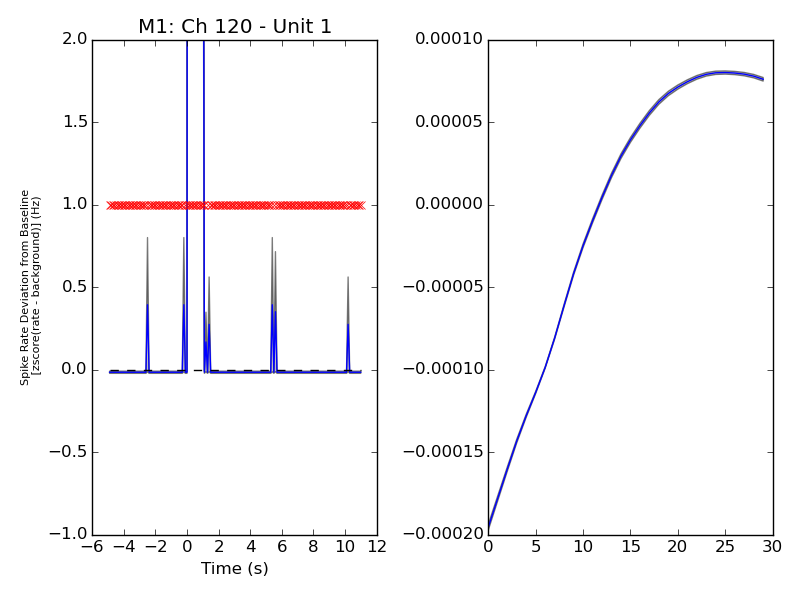 M1: Ch 120 - Unit 1
Spike Rate Deviation from Baseline
[zscore(rate - background)] (Hz)
2.0
1.5
1.0
0.5
0.0
−0.5
−1.0
−6 −4 −2 0 2 4 6 8 10 12
Time (s)
0.00010
0.00005
0.00000
−0.00005
−0.00010
−0.00015
−0.00020
0 5 10 15 20 25 30